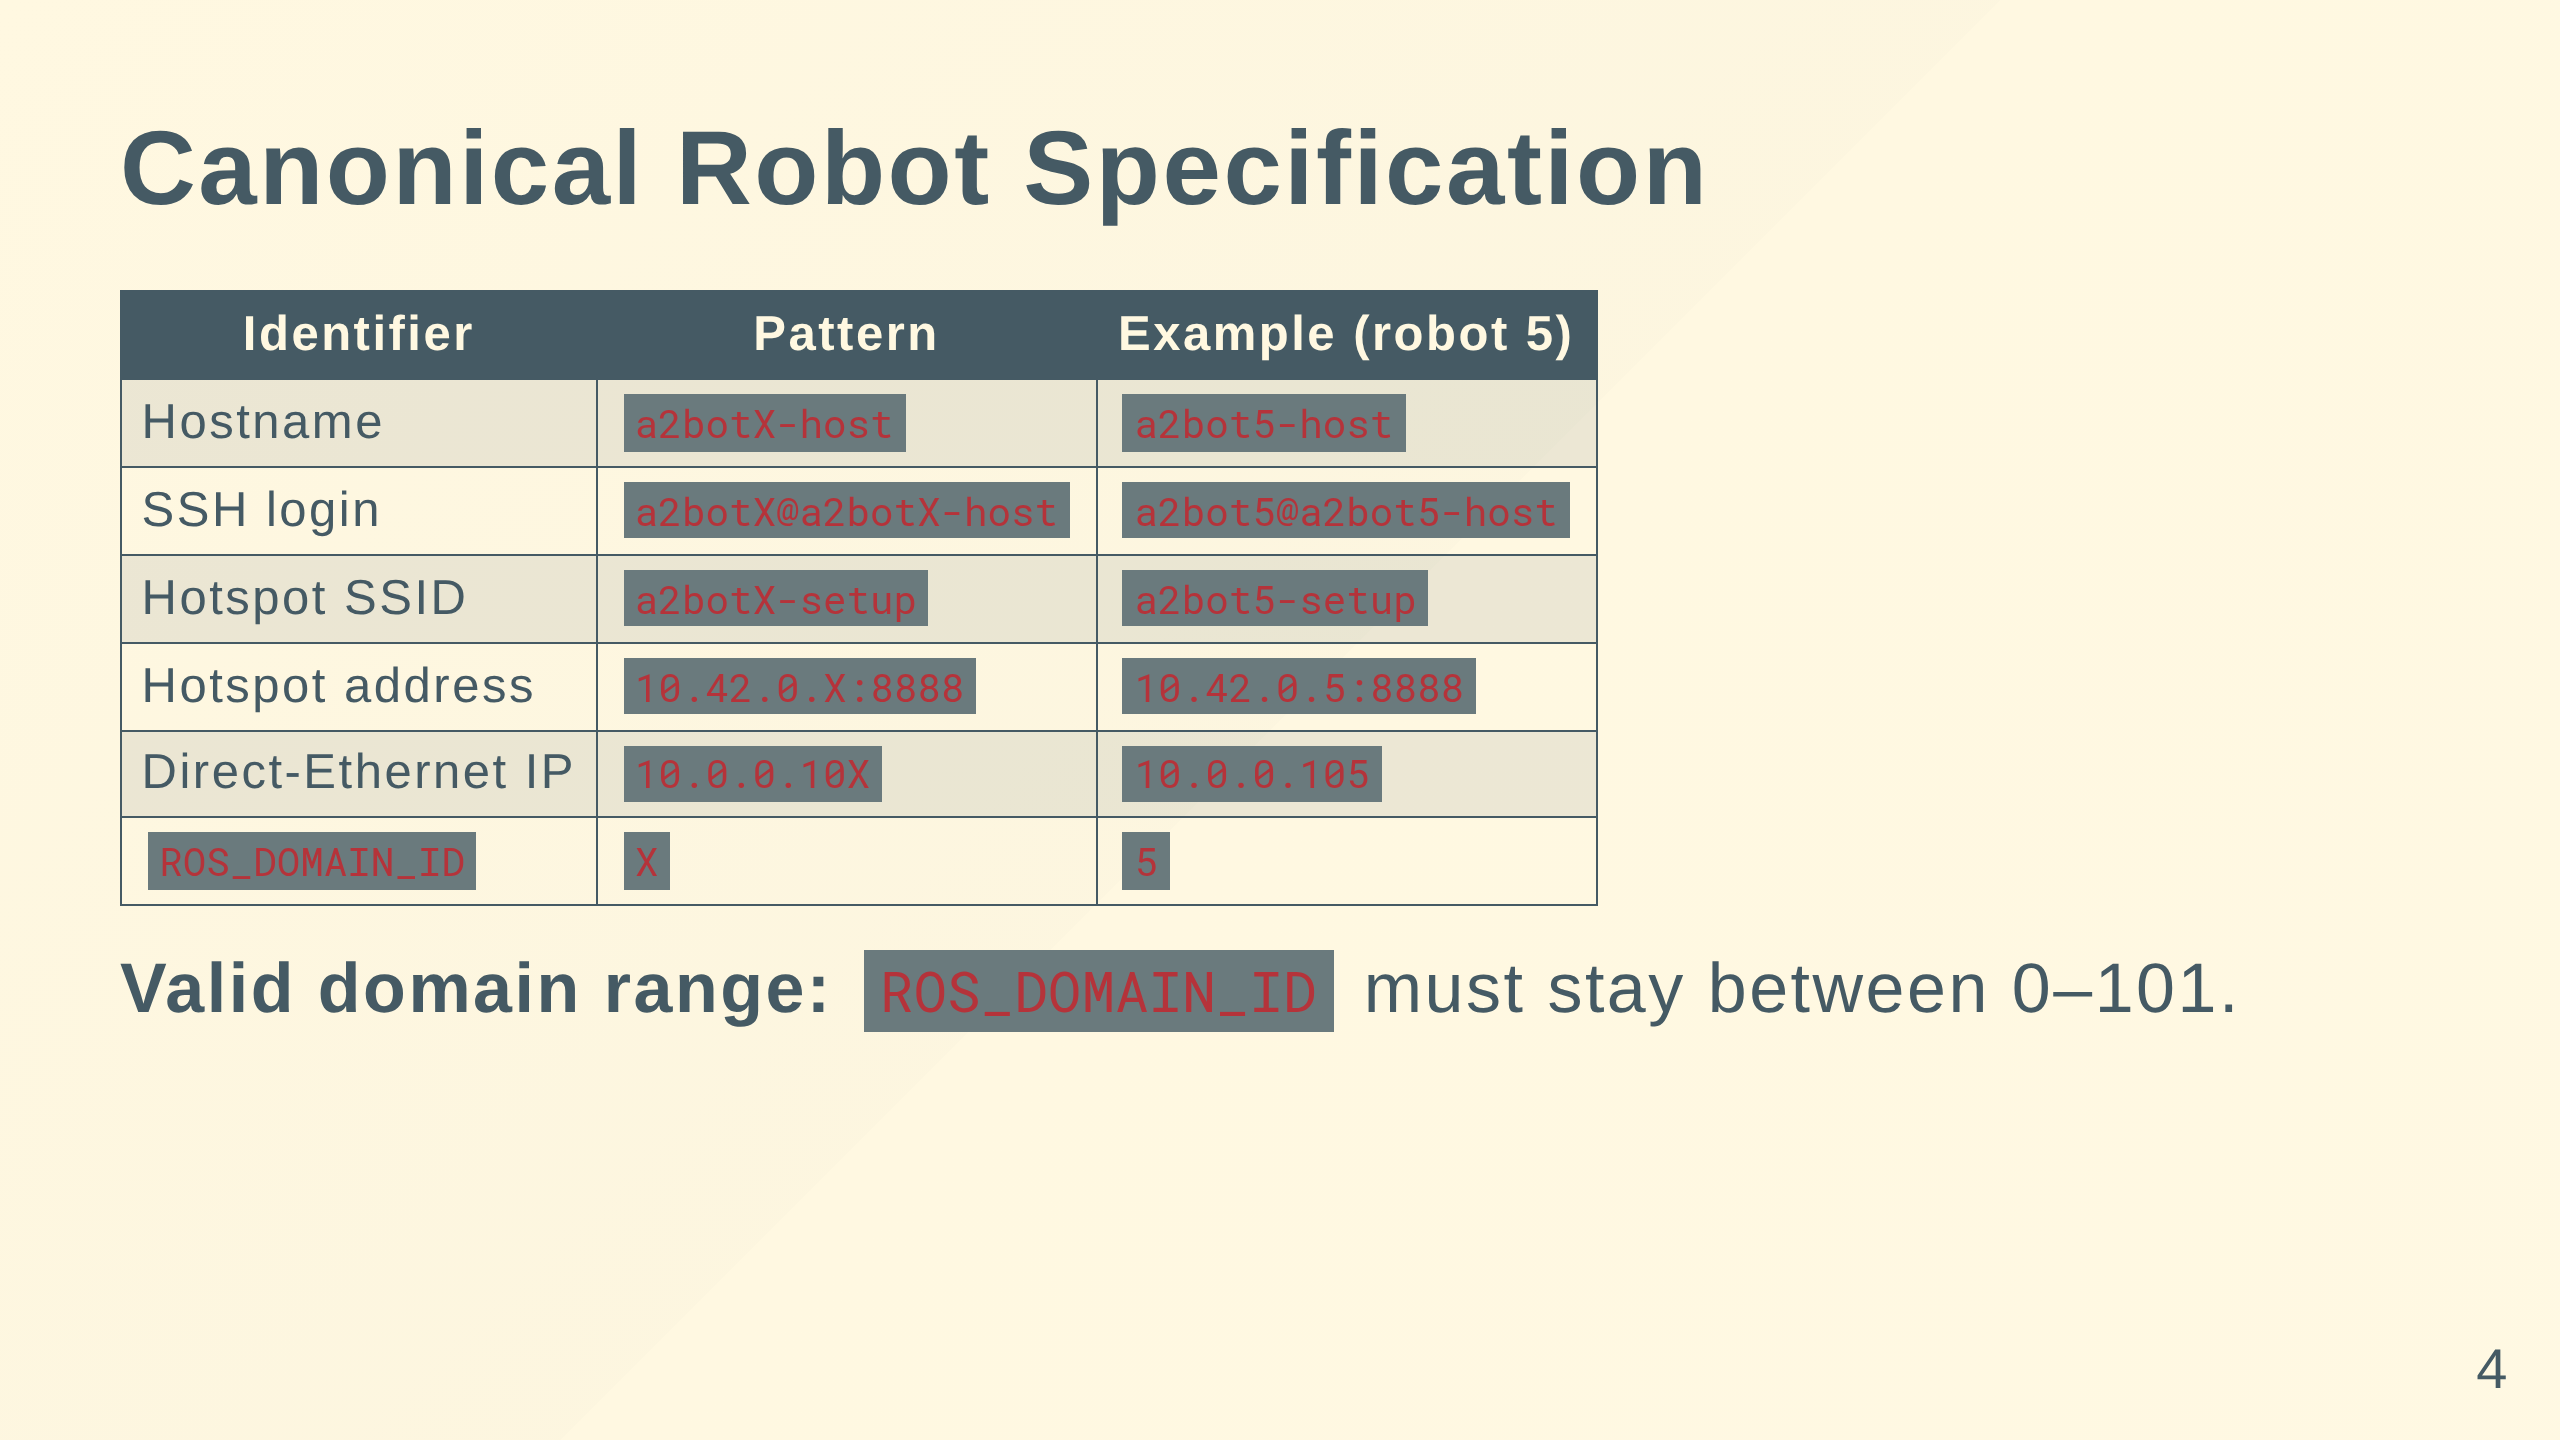 Canonical Robot Specification
Identifier Pattern Example (robot 5)
Hostname a2botX-host a2bot5-host
SSH login a2botX@a2botX-host a2bot5@a2bot5-host
Hotspot SSID a2botX-setup a2bot5-setup
Hotspot address 10.42.0.X:8888 10.42.0.5:8888
Direct-Ethernet IP 10.0.0.10X 10.0.0.105
ROS_DOMAIN_ID X 5
Valid domain range: ROS_DOMAIN_ID must stay between 0–101.
4